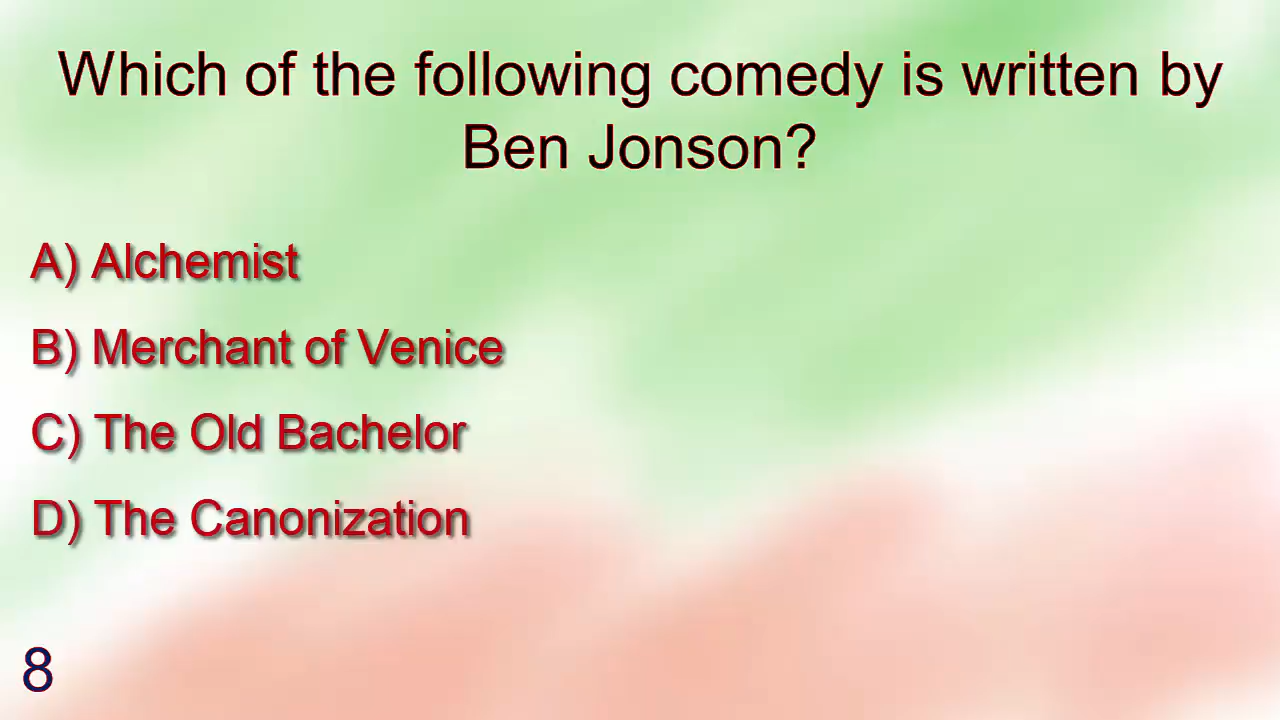 Which of the following comedy is written by
Ben Jonson?
A) Alchemist
B) Merchant of Venice
C) The Old Bachelor
D) The Canonization
8